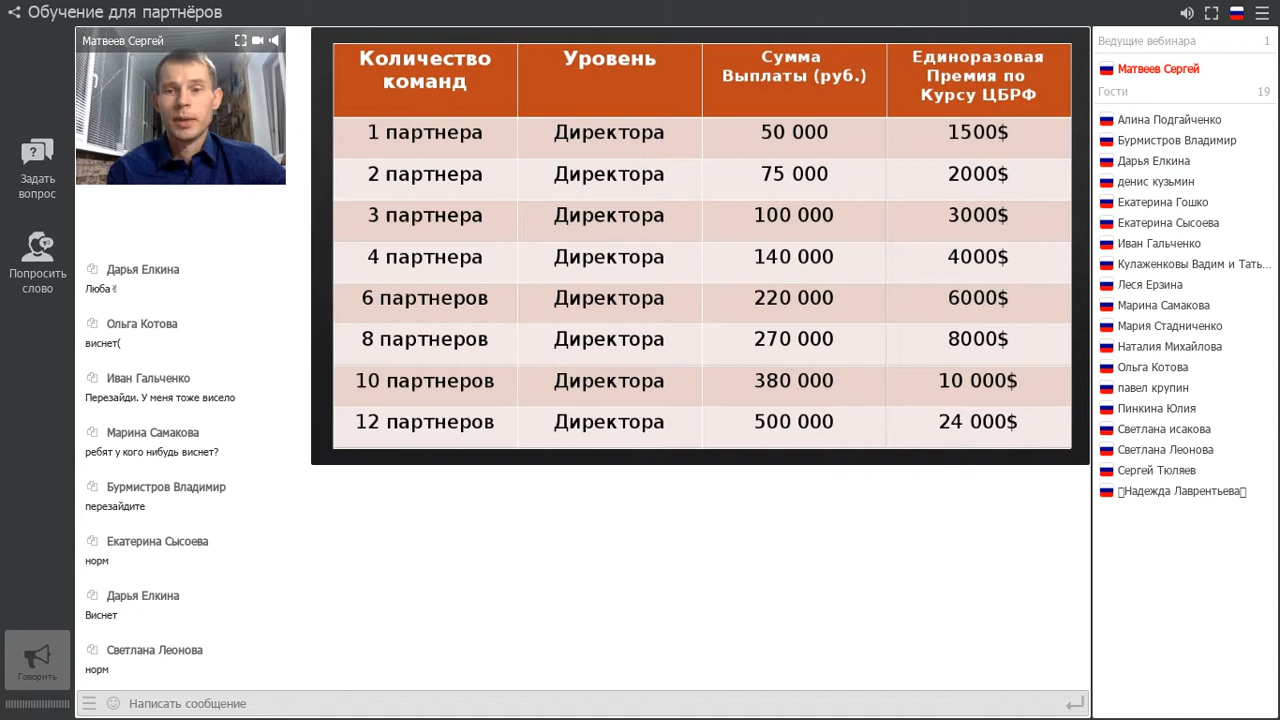 Обучение для партнёров
Матвеев Сергей
Задать
вопрос
Попросить
слово
Говорить
Дарья Елкина
Люба✌
Ольга Котова
виснет(
Иван Гальченко
Перезайди. У меня тоже висело
Марина Самакова
ребят у кого нибудь виснет?
Бурмистров Владимир
перезайдите
Екатерина Сысоева
норм
Дарья Елкина
Виснет
Светлана Леонова
норм
Написать сообщение
Количество команд Уровень Сумма Выплаты (руб.) Единоразовая Премия по Курсу ЦБРФ
1 партнера Директора 50 000 1500$
2 партнера Директора 75 000 2000$
3 партнера Директора 100 000 3000$
4 партнера Директора 140 000 4000$
6 партнеров Директора 220 000 6000$
8 партнеров Директора 270 000 8000$
10 партнеров Директора 380 000 10 000$
12 партнеров Директора 500 000 24 000$
Ведущие вебинара 1
Матвеев Сергей
Гости 19
Алина Подгайченко
Бурмистров Владимир
Дарья Елкина
денис кузьмин
Екатерина Гошко
Екатерина Сысоева
Иван Гальченко
Кулаженковы Вадим и Тать...
Леся Ерзина
Марина Самакова
Мария Стадниченко
Наталия Михайлова
Ольга Котова
павел крупин
Пинкина Юлия
Светлана исакова
Светлана Леонова
Сергей Тюляев
Надежда Лаврентьева